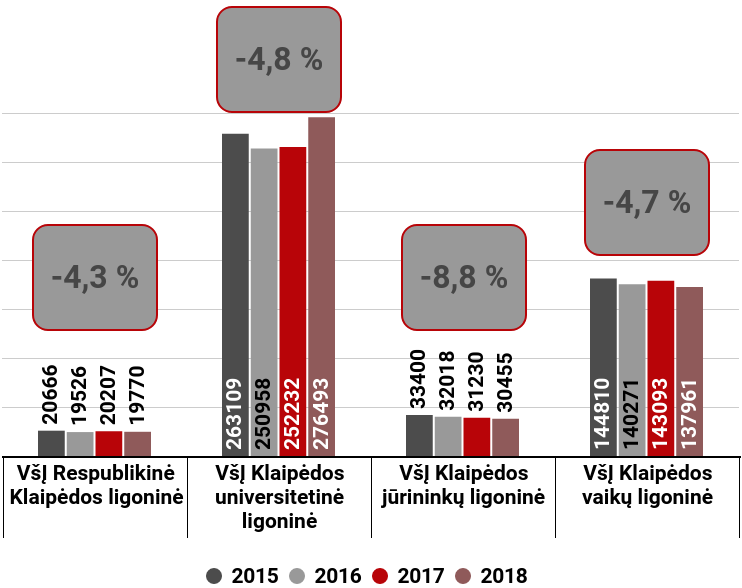 -4,8 %
-4,7 %
-4,3 %
-8,8 %
20666
19526
20207
19770
263109
250958
252232
276493
33400
32018
31230
30455
144810
140271
143093
137961
VšĮ Respublikinė
Klaipėdos ligoninė
VšĮ Klaipėdos
universitetinė
ligoninė
VšĮ Klaipėdos
jūrininkų ligoninė
VšĮ Klaipėdos
vaikų ligoninė
2015 2016 2017 2018